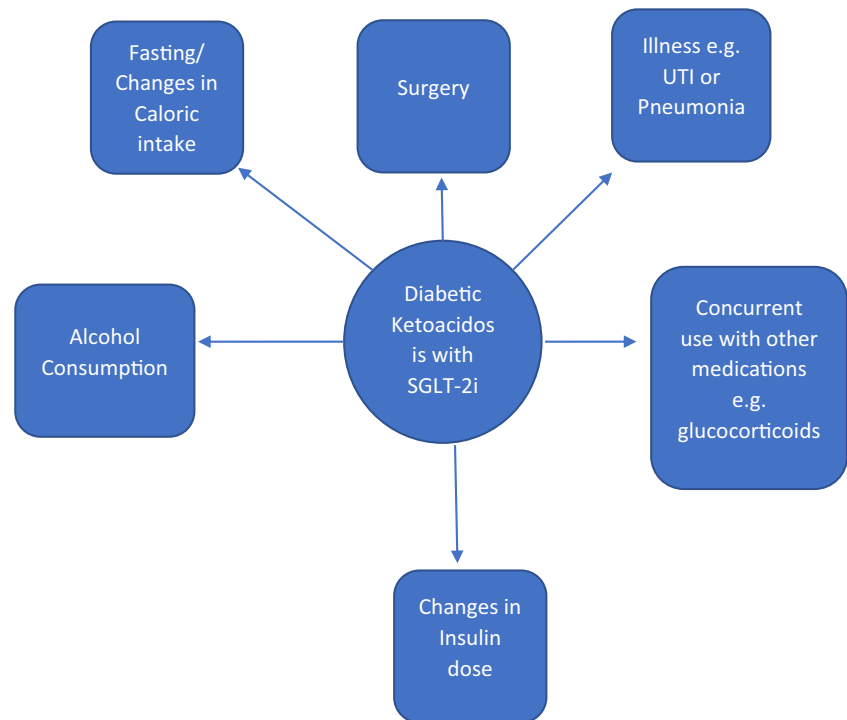 Fasting/
Changes in
Caloric
intake
Surgery
Illness e.g.
UTI or
Pneumonia
Alcohol
Consumption
Diabetic
Ketoacidos
is with
SGLT-2i
Concurrent
use with other
medications
e.g.
glucocorticoids
Changes in
Insulin
dose